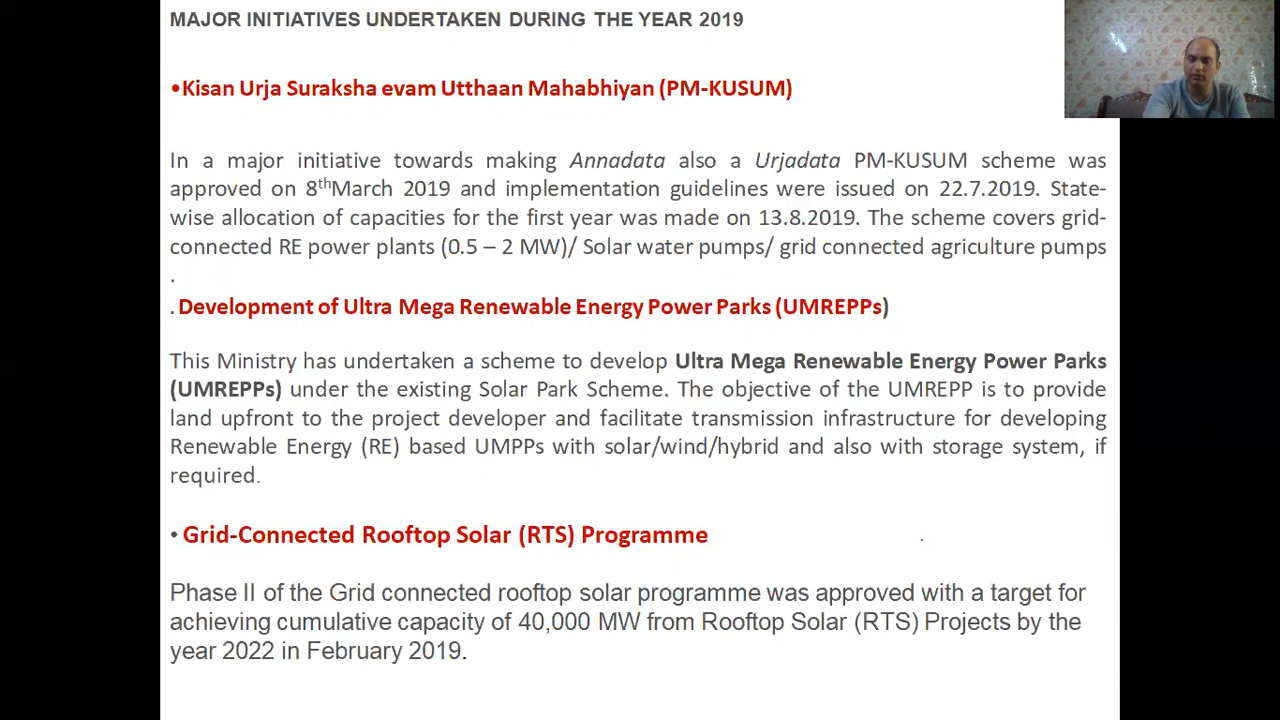 MAJOR INITIATIVES UNDERTAKEN DURING THE YEAR 2019
•Kisan Urja Suraksha evam Utthaan Mahabhiyan (PM-KUSUM)
In a major initiative towards making Annadata also a Urjadata PM-KUSUM scheme was
approved on 8thMarch 2019 and implementation guidelines were issued on 22.7.2019. State-
wise allocation of capacities for the first year was made on 13.8.2019. The scheme covers grid-
connected RE power plants (0.5 – 2 MW)/ Solar water pumps/ grid connected agriculture pumps
.
. Development of Ultra Mega Renewable Energy Power Parks (UMREPPs)
This Ministry has undertaken a scheme to develop Ultra Mega Renewable Energy Power Parks
(UMREPPs) under the existing Solar Park Scheme. The objective of the UMREPP is to provide
land upfront to the project developer and facilitate transmission infrastructure for developing
Renewable Energy (RE) based UMPPs with solar/wind/hybrid and also with storage system, if
required.
• Grid-Connected Rooftop Solar (RTS) Programme
Phase II of the Grid connected rooftop solar programme was approved with a target for
achieving cumulative capacity of 40,000 MW from Rooftop Solar (RTS) Projects by the
year 2022 in February 2019.